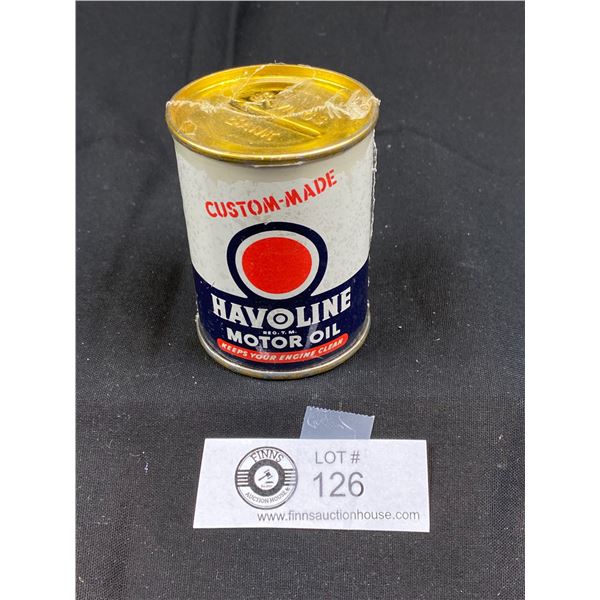 CUSTOM-MADE
HAVOLINE
REG. T. M.
MOTOR OIL
KEEPS YOUR ENGINE CLEAN
FINNS
AUCTION HOUSE
LOT #
126
www.finnsauctionhouse.com